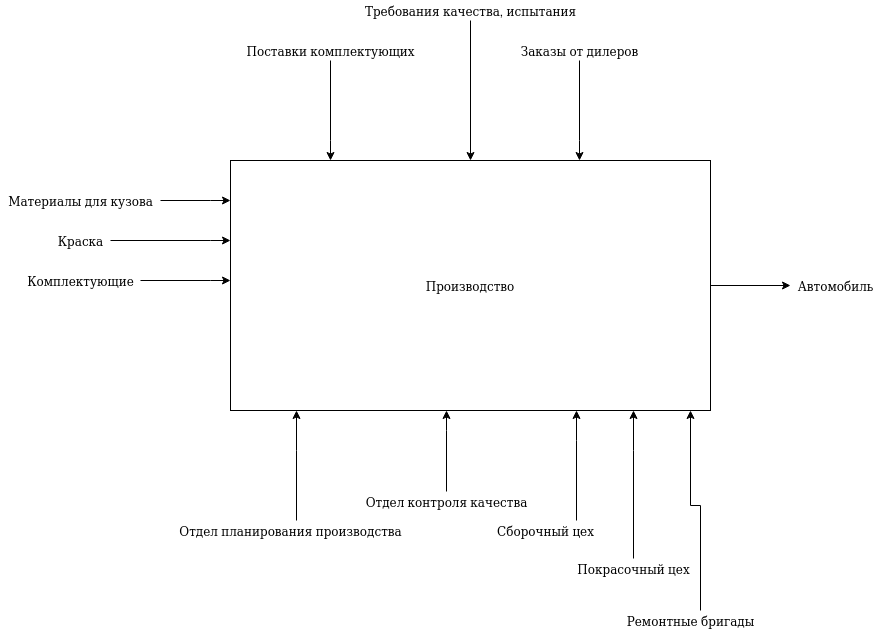 Требования качества, испытания
Поставки комплектующих
Заказы от дилеров
Материалы для кузова
Краска
Комплектующие
Производство
Автомобиль
Отдел контроля качества
Отдел планирования производства
Сборочный цех
Покрасочный цех
Ремонтные бригады